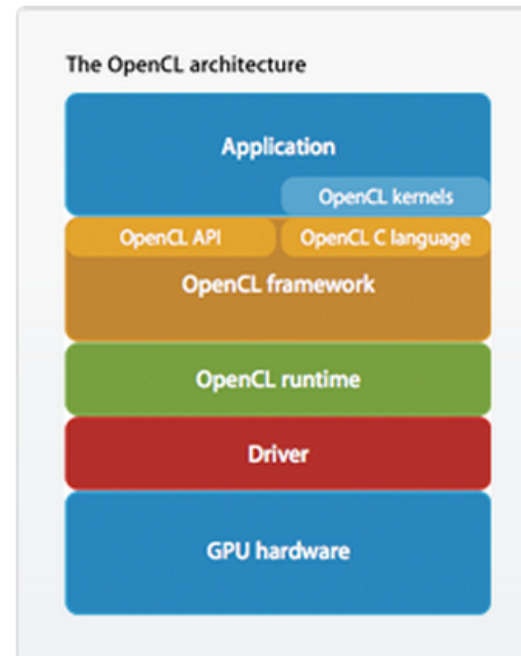 The OpenCL architecture
Application
OpenCL kernels
OpenCL API OpenCL C language
OpenCL framework
OpenCL runtime
Driver
GPU hardware